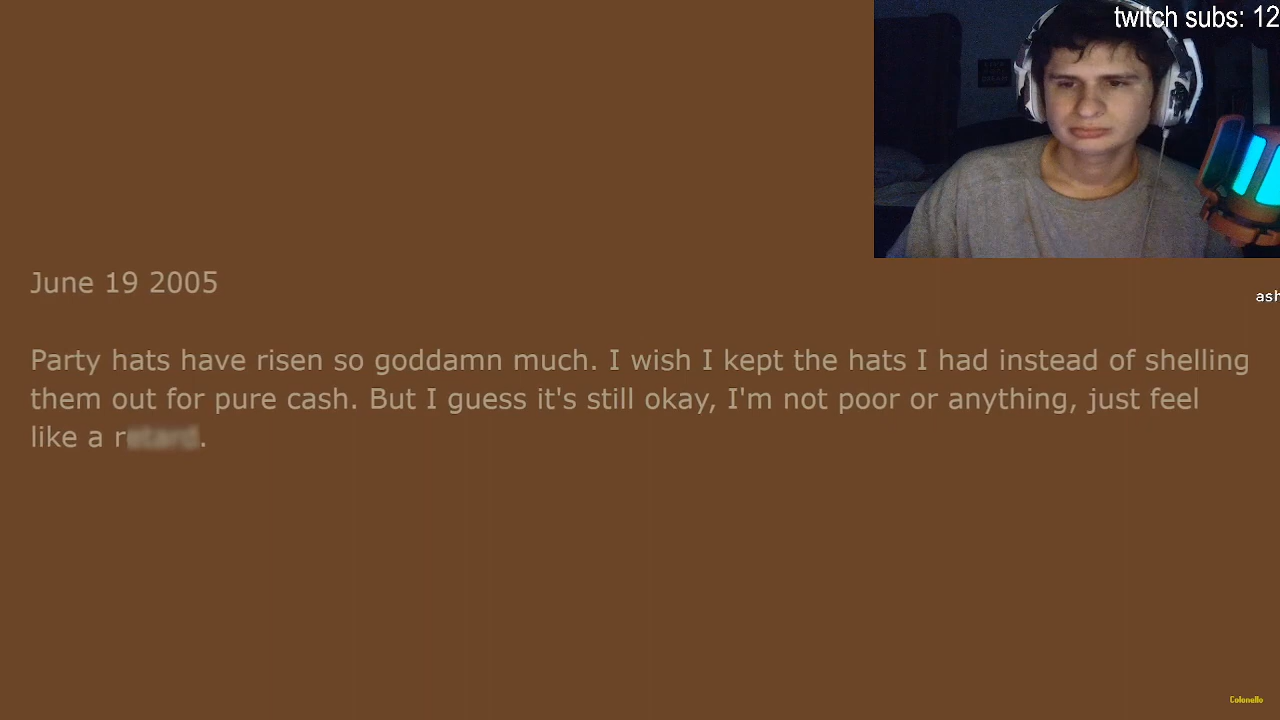 twitch subs: 12
June 19 2005
ash
Party hats have risen so goddamn much. I wish I kept the hats I had instead of shelling
them out for pure cash. But I guess it's still okay, I'm not poor or anything, just feel
like a retard.
Colonello